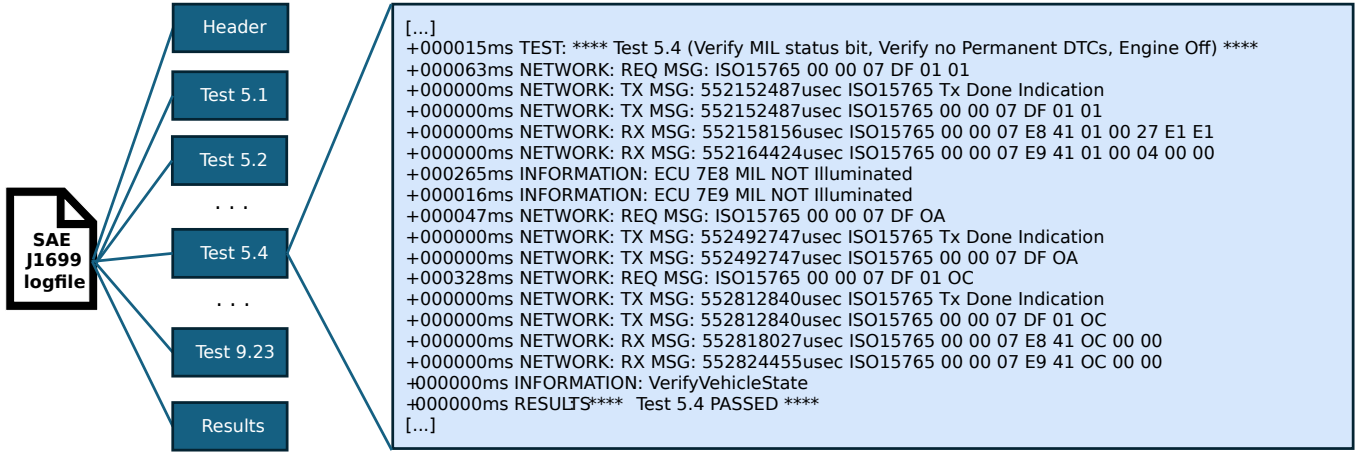 SAE
J1699
logfile
Header
Test 5.1
Test 5.2
. . .
Test 5.4
. . .
Test 9.23
Results
[...]
+000015ms TEST: **** Test 5.4 (Verify MIL status bit, Verify no Permanent DTCs, Engine Off) ****
+000063ms NETWORK: REQ MSG: ISO15765 00 00 07 DF 01 01
+000000ms NETWORK: TX MSG: 552152487usec ISO15765 Tx Done Indication
+000000ms NETWORK: TX MSG: 552152487usec ISO15765 00 00 07 DF 01 01
+000000ms NETWORK: RX MSG: 552158156usec ISO15765 00 00 07 E8 41 01 00 27 E1 E1
+000000ms NETWORK: RX MSG: 552164424usec ISO15765 00 00 07 E9 41 01 00 04 00 00
+000265ms INFORMATION: ECU 7E8 MIL NOT Illuminated
+000016ms INFORMATION: ECU 7E9 MIL NOT Illuminated
+000047ms NETWORK: REQ MSG: ISO15765 00 00 07 DF OA
+000000ms NETWORK: TX MSG: 552492747usec ISO15765 Tx Done Indication
+000000ms NETWORK: TX MSG: 552492747usec ISO15765 00 00 07 DF OA
+000328ms NETWORK: REQ MSG: ISO15765 00 00 07 DF 01 OC
+000000ms NETWORK: TX MSG: 552812840usec ISO15765 Tx Done Indication
+000000ms NETWORK: TX MSG: 552812840usec ISO15765 00 00 07 DF 01 OC
+000000ms NETWORK: RX MSG: 552818027usec ISO15765 00 00 07 E8 41 OC 00 00
+000000ms NETWORK: RX MSG: 552824455usec ISO15765 00 00 07 E9 41 OC 00 00
+000000ms INFORMATION: VerifyVehicleState
+000000ms RESULTS: **** Test 5.4 PASSED ****
[...]